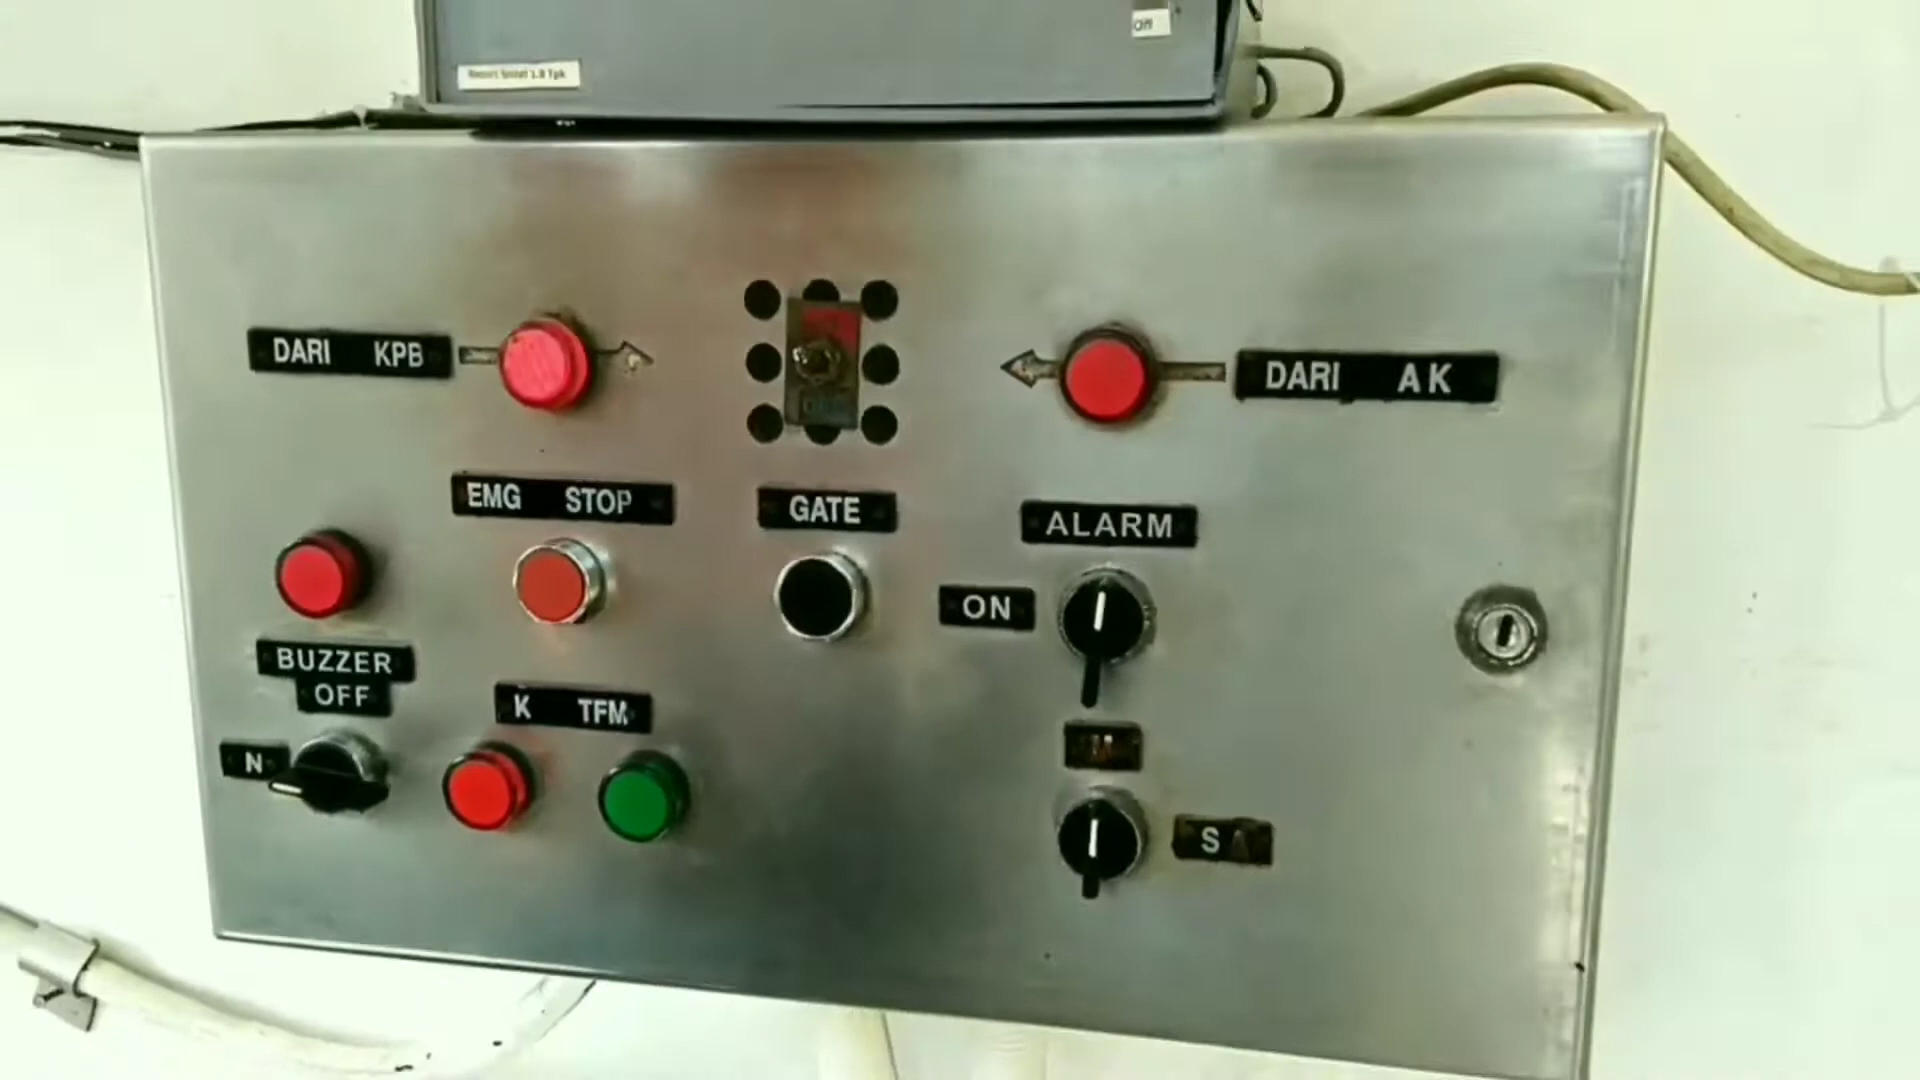 Off
DARI KPB
DARI AK
EMG STOP
GATE
ALARM
ON
BUZZER
OFF
K TFM
N
S